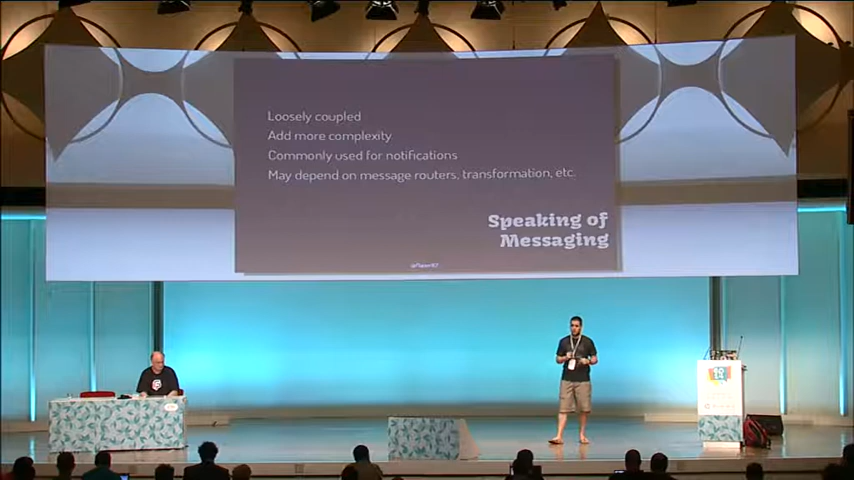 Loosely coupled
Add more complexity
Commonly used for notifications
May depend on message routers, transformation, etc.
Speaking of
Messaging